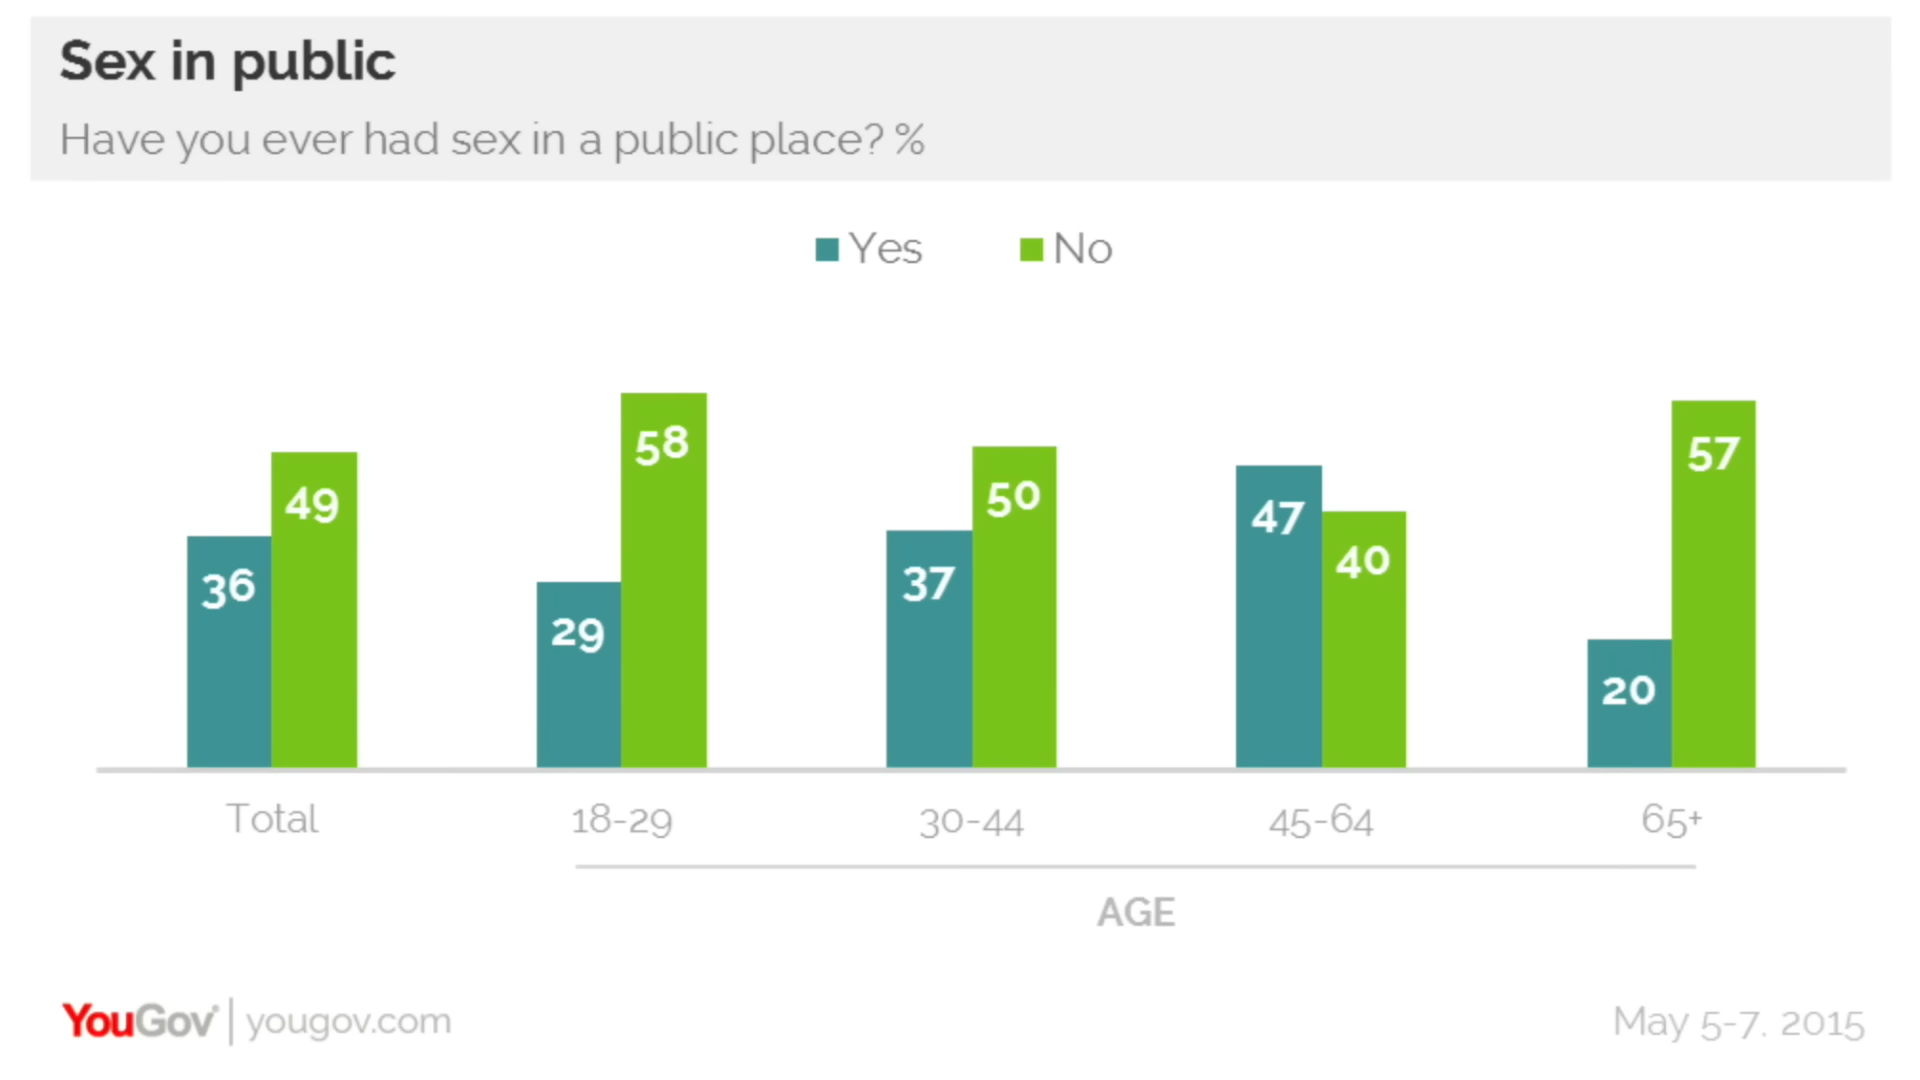 Sex in public
Have you ever had sex in a public place? %
Yes No
36 49 29 58 37 50 47 40 20 57
Total 18-29 30-44 45-64 65+
AGE
YouGov | yougov.com May 5-7, 2015